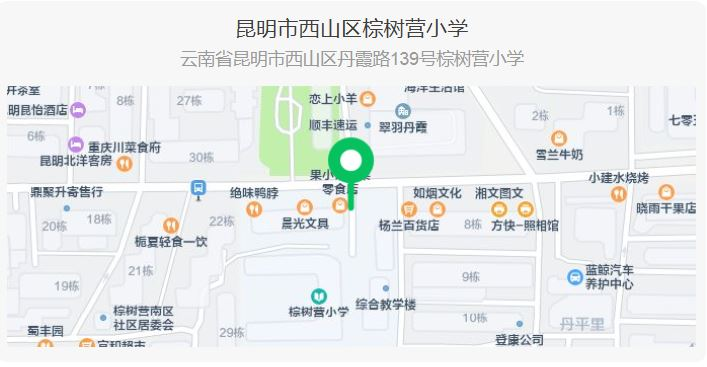 昆明市西山区棕树营小学
云南省昆明市西山区丹霞路139号棕树营小学
开茶室
8栋
27栋
恋上小羊
海洋生活馆
明昆怡酒店
顺丰速运
翠羽丹霞
2栋
1栋
七零五
6栋
重庆川菜食府
昆明北洋客房
30栋
雪兰牛奶
果小
零食店
小建水烧烤
鼎聚升寄售行
绝味鸭脖
如烟文化
湘文图文
晓雨干果店
20栋
18栋
22栋
晨光文具
杨兰百货店
8栋
方快-照相馆
栀夏轻食一饮
21栋
9栋
蓝鲸汽车
养护中心
19栋
棕树营小学
综合教学楼
棕树营南区
社区居委会
10栋
丹平里
蜀丰园
25栋
宜和超市
登康公司